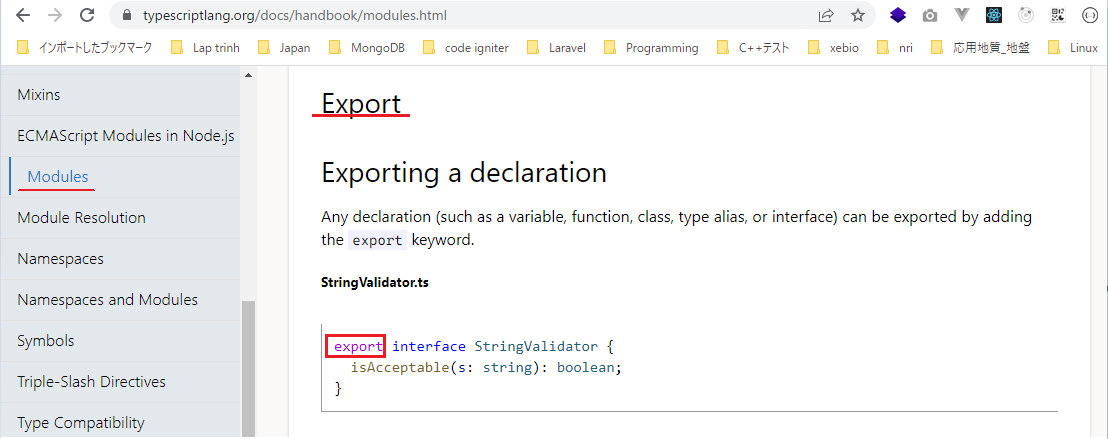 typescriptlang.org/docs/handbook/modules.html
インポートしたブックマーク Lap trinh Japan MongoDB code igniter Laravel Programming C++テスト xebio nri 応用地質_地盤 Linux
Mixins
ECMAScript Modules in Node.js
Modules
Module Resolution
Namespaces
Namespaces and Modules
Symbols
Triple-Slash Directives
Type Compatibility
Export
Exporting a declaration
Any declaration (such as a variable, function, class, type alias, or interface) can be exported by adding
the export keyword.
StringValidator.ts
export interface StringValidator {
isAcceptable(s: string): boolean;
}